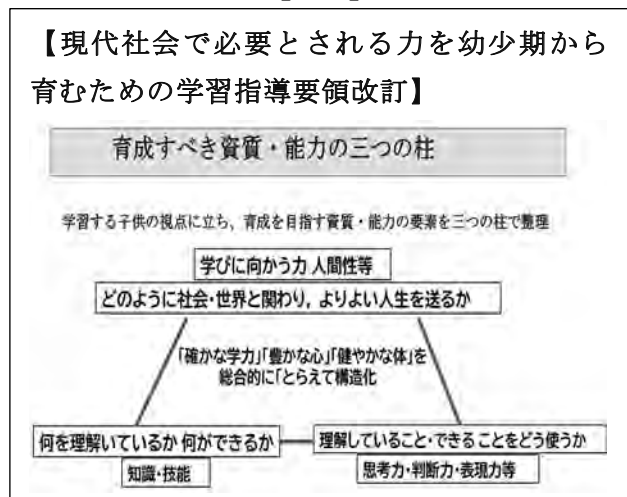 【現代社会で必要とされる力を幼少期から
育むための学習指導要領改訂】
育成すべき資質・能力の三つの柱
学習する子供の視点に立ち、育成を目指す資質・能力の要素を三つの柱で整理
学びに向かう力 人間性等
どのように社会・世界と関わり，よりよい人生を送るか
「確かな学力」「豊かな心」「健やかな体」を
総合的に「とらえて構造化
何を理解いているか 何ができるか
知識・技能
理解していること・できる ことをどう使うか
思考力・判断力・表現力等